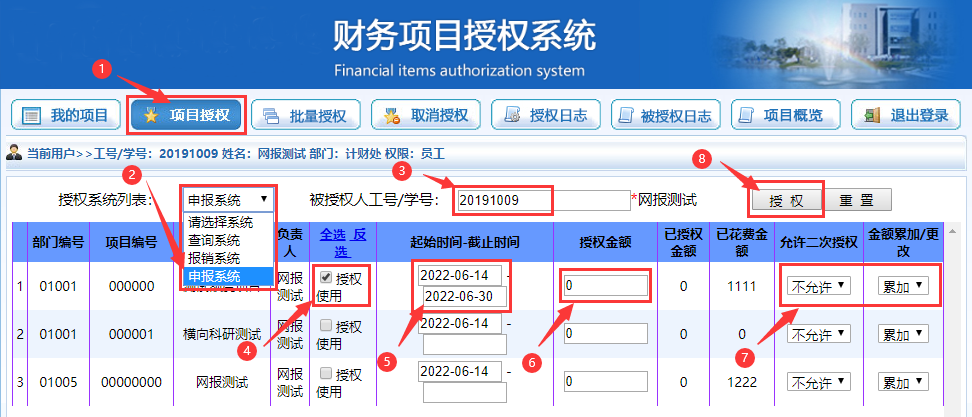 财务项目授权系统
Financial items authorization system
1
我的项目 项目授权 批量授权 取消授权 授权日志 被授权日志 项目概览 退出登录
当前用户>>工号/学号：20191009 姓名：网报测试 部门：计财处 权限：员工
2 3 8
授权系统列表： 申报系统 被授权人工号/学号： 20191009 *网报测试 授 权 重 置
请选择系统
查询系统
报销系统
申报系统
部门编号 项目编号 负责人 全选 反选 起始时间-截止时间 授权金额 已授权金额 已花费金额 允许二次授权 金额累加/更改
1 01001 000000 网报测试 授权使用 2022-06-14 - 2022-06-30 0 0 1111 不允许 累加
4 5 6 7
2 01001 000001 横向科研测试 网报测试 授权使用 2022-06-14 - 0 0 0 不允许 累加
3 01005 00000000 网报测试 网报测试 授权使用 2022-06-14 - 0 0 1222 不允许 累加